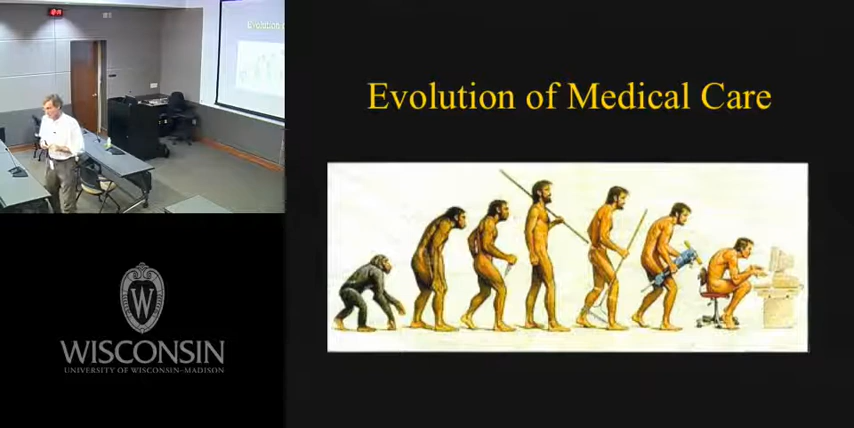 Evolution of Medical Care
W
WISCONSIN
UNIVERSITY OF WISCONSIN–MADISON